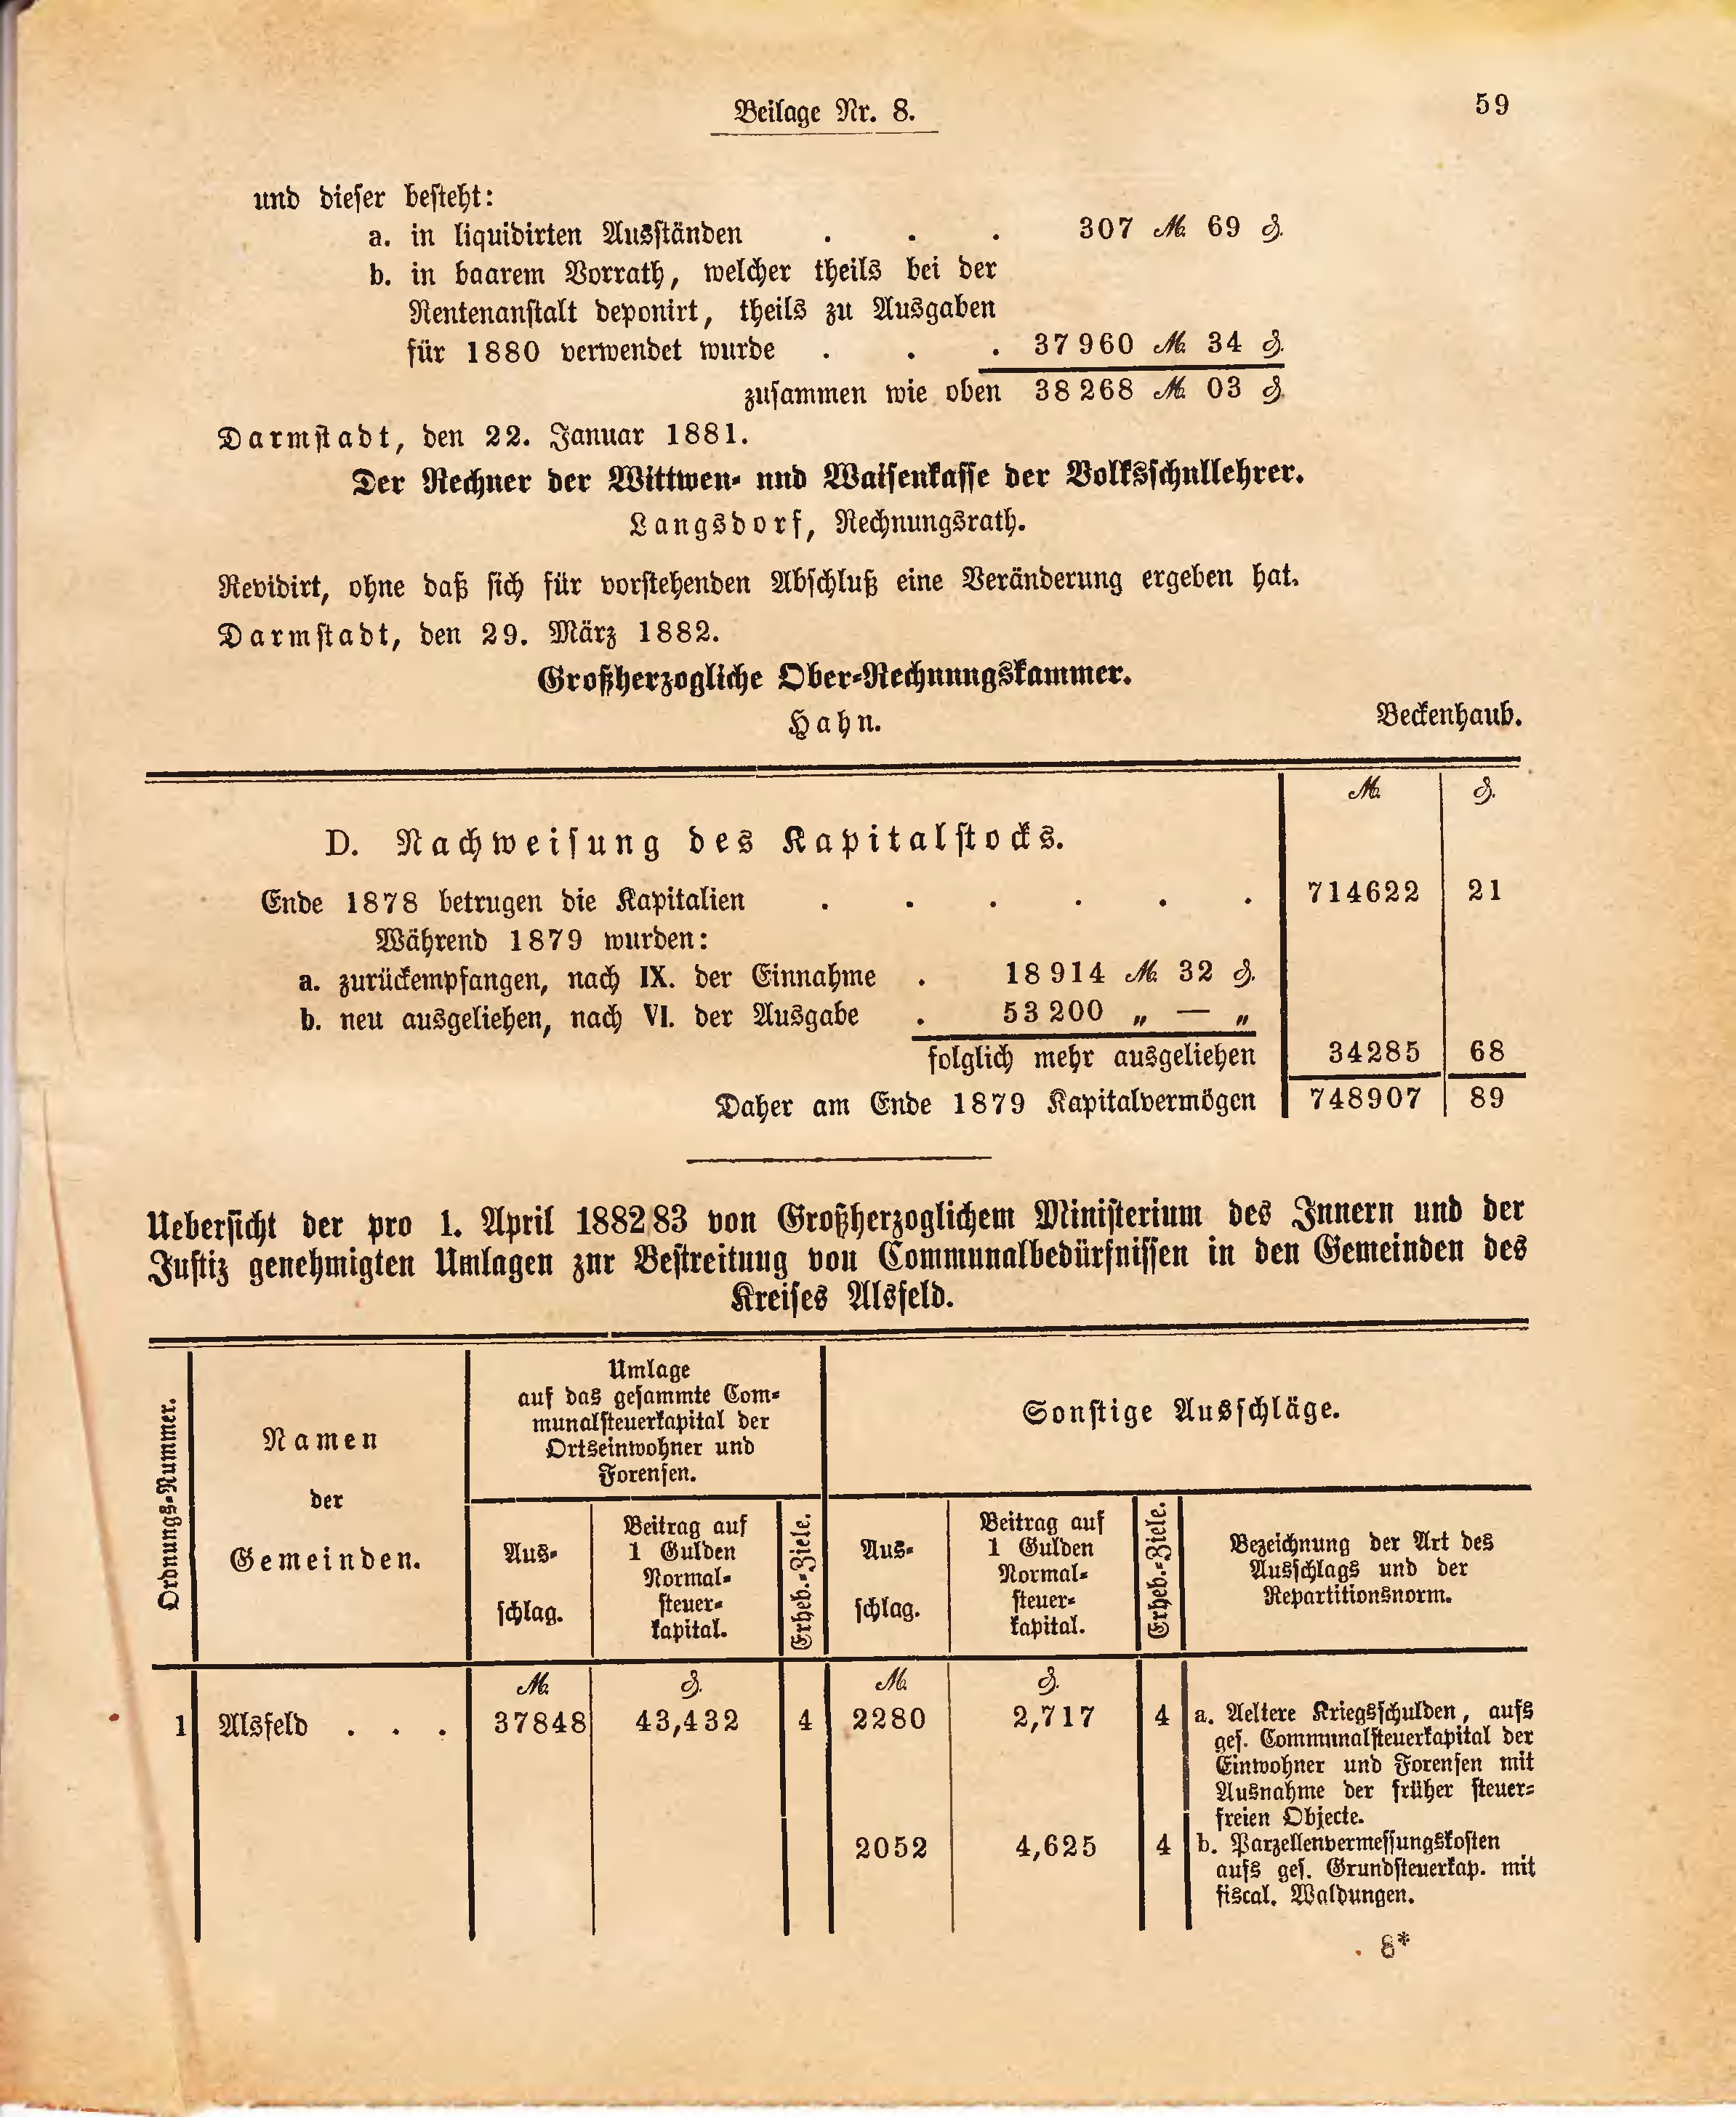 Beilage Nr. 8.
59
und dieser besteht:
a. in liquidirten Ausständen . . . 307 ℳ 69 ₰.
b. in baarem Vorrath, welcher theils bei der
Rentenanstalt deponirt, theils zu Ausgaben
für 1880 verwendet wurde . . . 37 960 ℳ 34 ₰.
zusammen wie oben 38 268 ℳ 03 ₰.
Darmstadt, den 22. Januar 1881.
Der Rechner der Wittwen- und Waisenkasse der Volksschullehrer.
Langsdorf, Rechnungsrath.
Revidirt, ohne daß sich für vorstehenden Abschluß eine Veränderung ergeben hat.
Darmstadt, den 29. März 1882.
Großherzogliche Ober-Rechnungskammer.
Hahn.
Beckenhaub.
ℳ ₰.
D. Nachweisung des Kapitalstocks.
Ende 1878 betrugen die Kapitalien . . . . . . 714622 21
Während 1879 wurden:
a. zurückempfangen, nach IX. der Einnahme . 18 914 ℳ 32 ₰.
b. neu ausgeliehen, nach VI. der Ausgabe . 53 200 „ — „
folglich mehr ausgeliehen 34285 68
Daher am Ende 1879 Kapitalvermögen 748907 89
Uebersicht der pro 1. April 1882/83 von Großherzoglichem Ministerium des Innern und der
Justiz genehmigten Umlagen zur Bestreitung von Communalbedürfnissen in den Gemeinden des
Kreises Alsfeld.
Ordnungs-Nummer.
Namen
der
Gemeinden.
Umlage
auf das gesammte Com-
munalsteuerkapital der
Ortseinwohner und
Forensen.
Sonstige Ausschläge.
Aus-
schlag.
Beitrag auf
1 Gulden
Normal-
steuer-
kapital.
Erheb.-Ziele.
Aus-
schlag.
Beitrag auf
1 Gulden
Normal-
steuer-
kapital.
Erheb.-Ziele.
Bezeichnung der Art des
Ausschlags und der
Repartitionsnorm.
ℳ ₰. ℳ ₰.
1 Alsfeld . . . 37848 43,432 4 2280 2,717 4 a. Aeltere Kriegsschulden, aufs
ges. Communalsteuerkapital der
Einwohner und Forensen mit
Ausnahme der früher steuer-
freien Objecte.
2052 4,625 4 b. Parzellenvermessungskosten
aufs ges. Grundsteuerkap. mit
fiscal. Waldungen.
8*